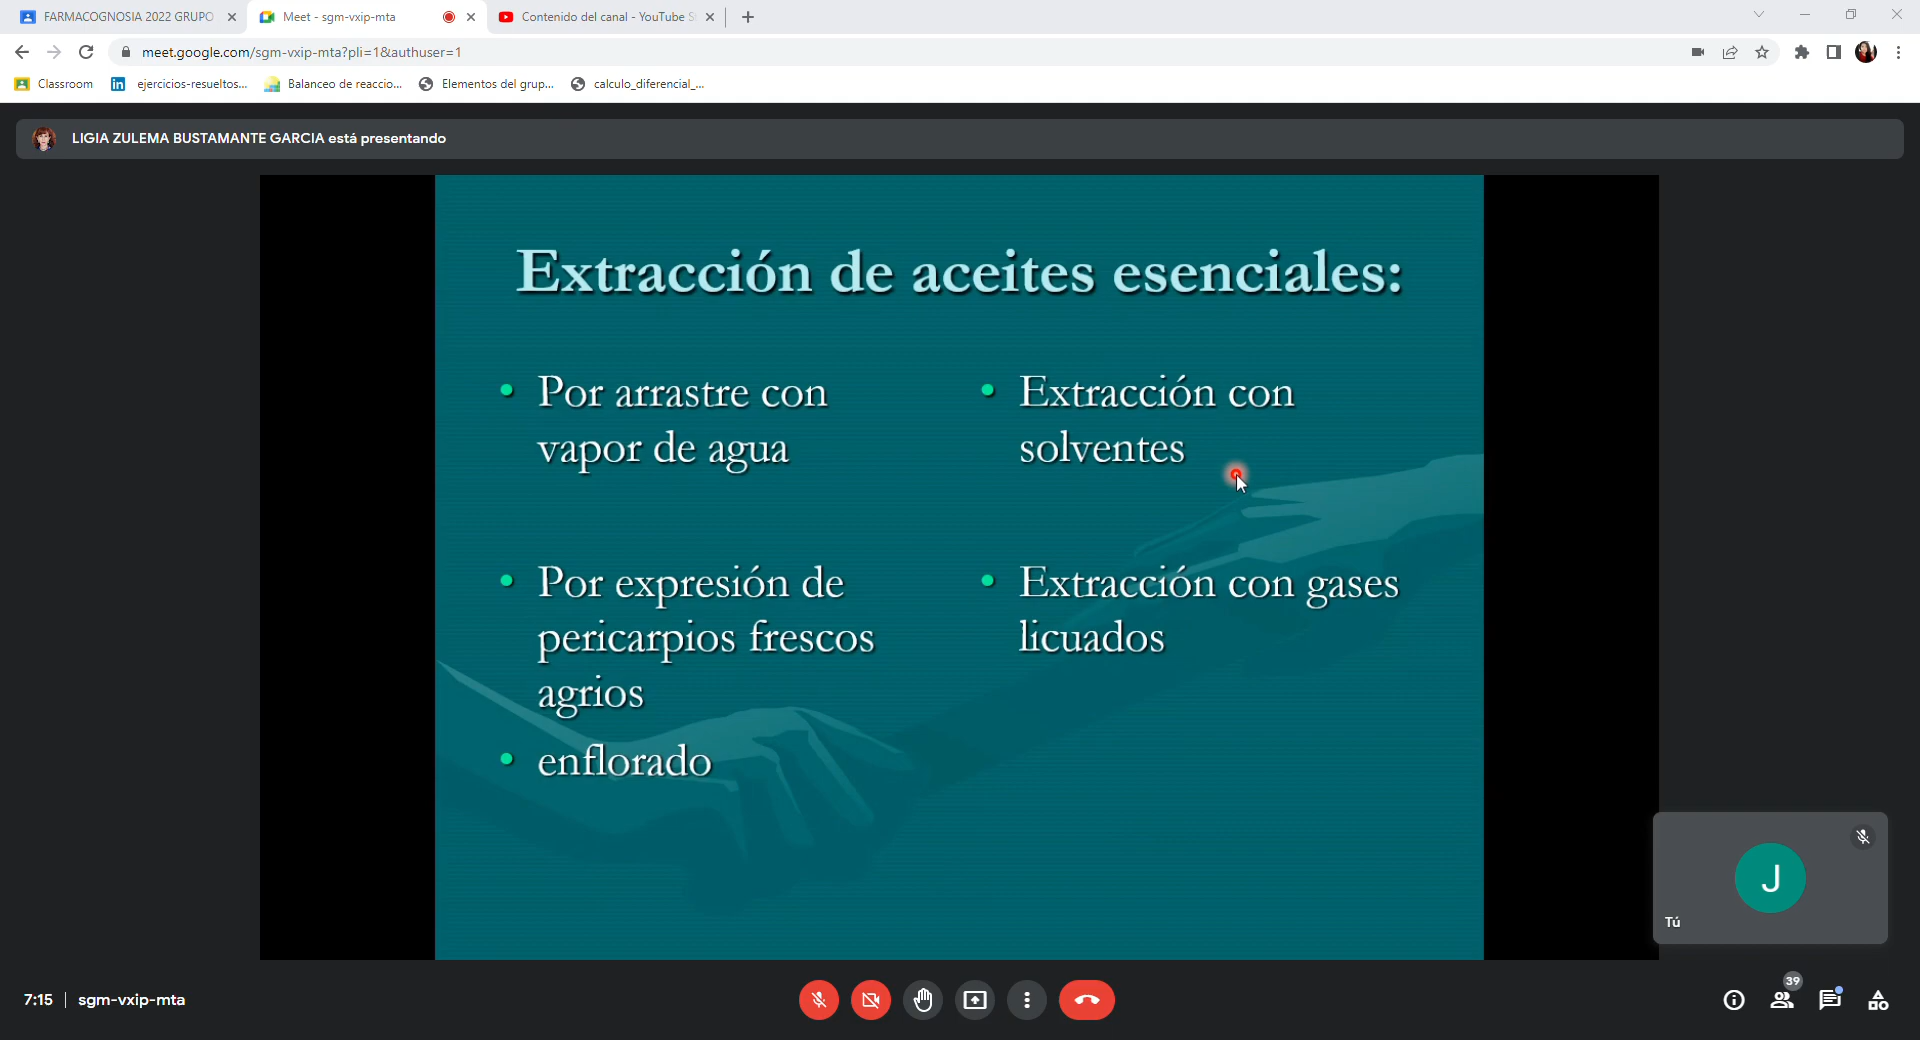 FARMACOGNOSIA 2022 GRUPO
Meet - sgm-vxip-mta
Contenido del canal - YouTube S
meet.google.com/sgm-vxip-mta?pli=1&authuser=1
Classroom
ejercicios-resueltos...
Balanceo de reaccio...
Elementos del grup...
calculo_diferencial_...
LIGIA ZULEMA BUSTAMANTE GARCIA está presentando
Extracción de aceites esenciales:
• Por arrastre con
vapor de agua
• Por expresión de
pericarpios frescos
agrios
• enflorado
• Extracción con
solventes
• Extracción con gases
licuados
J
Tú
7:15 | sgm-vxip-mta
39